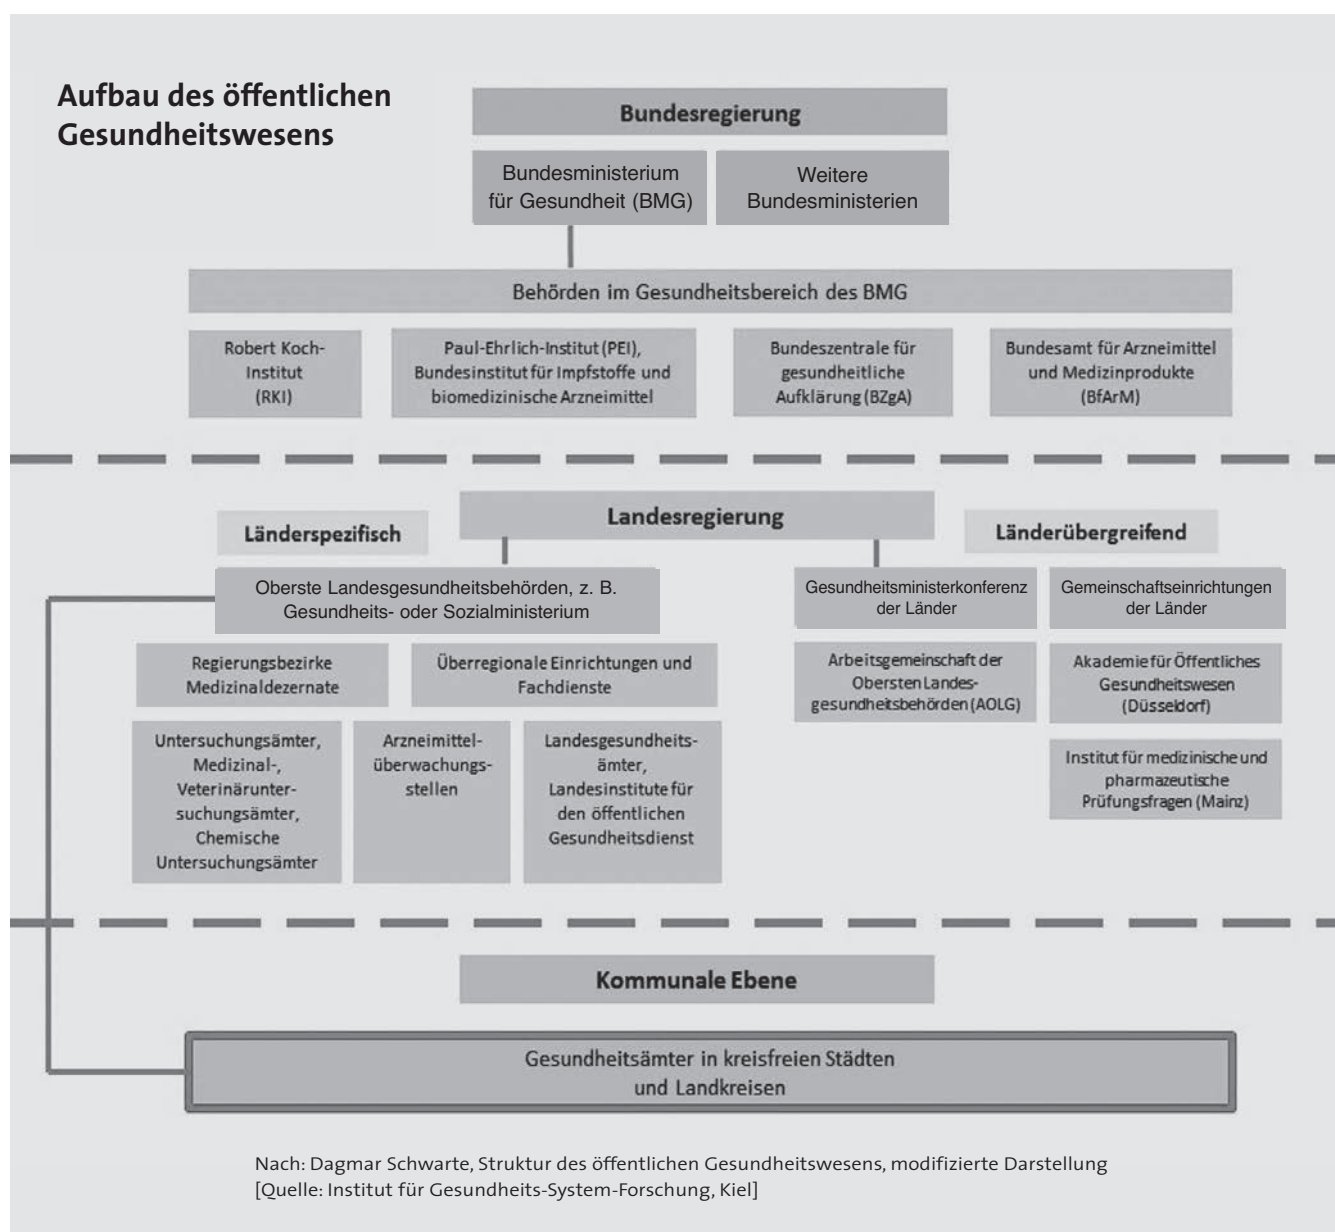 Aufbau des öffentlichen
Gesundheitswesens
Bundesregierung
Bundesministerium
für Gesundheit (BMG)
Weitere
Bundesministerien
Behörden im Gesundheitsbereich des BMG
Robert Koch-
Institut
(RKI)
Paul-Ehrlich-Institut (PEI),
Bundesinstitut für Impfstoffe und
biomedizinische Arzneimittel
Bundeszentrale für
gesundheitliche
Aufklärung (BZgA)
Bundesamt für Arzneimittel
und Medizinprodukte
(BfArM)
Landesregierung
Länderspezifisch
Länderübergreifend
Oberste Landesgesundheitsbehörden, z. B.
Gesundheits- oder Sozialministerium
Gesundheitsministerkonferenz
der Länder
Gemeinschaftseinrichtungen
der Länder
Regierungsbezirke
Medizinaldezernate
Überregionale Einrichtungen und
Fachdienste
Arbeitsgemeinschaft der
Obersten Landes-
gesundheitsbehörden (AOLG)
Akademie für Öffentliches
Gesundheitswesen
(Düsseldorf)
Untersuchungsämter,
Medizinal-,
Veterinärunter-
suchungsämter,
Chemische
Untersuchungsämter
Arzneimittel-
überwachungs-
stellen
Landesgesundheits-
ämter,
Landesinstitute für
den öffentlichen
Gesundheitsdienst
Institut für medizinische und
pharmazeutische
Prüfungsfragen (Mainz)
Kommunale Ebene
Gesundheitsämter in kreisfreien Städten
und Landkreisen
Nach: Dagmar Schwarte, Struktur des öffentlichen Gesundheitswesens, modifizierte Darstellung
[Quelle: Institut für Gesundheits-System-Forschung, Kiel]